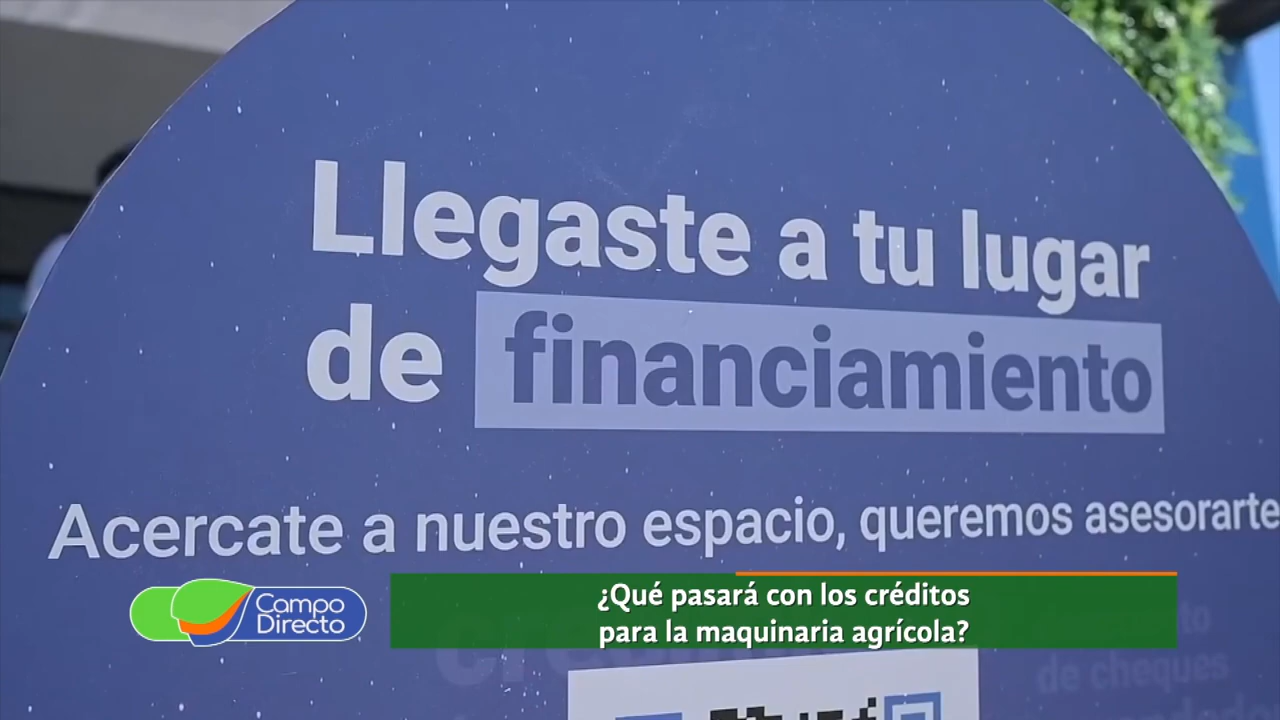 Llegaste a tu lugar
de financiamiento
Acercate a nuestro espacio, queremos asesorarte
Campo
Directo
¿Qué pasará con los créditos
para la maquinaria agrícola?
de cheques